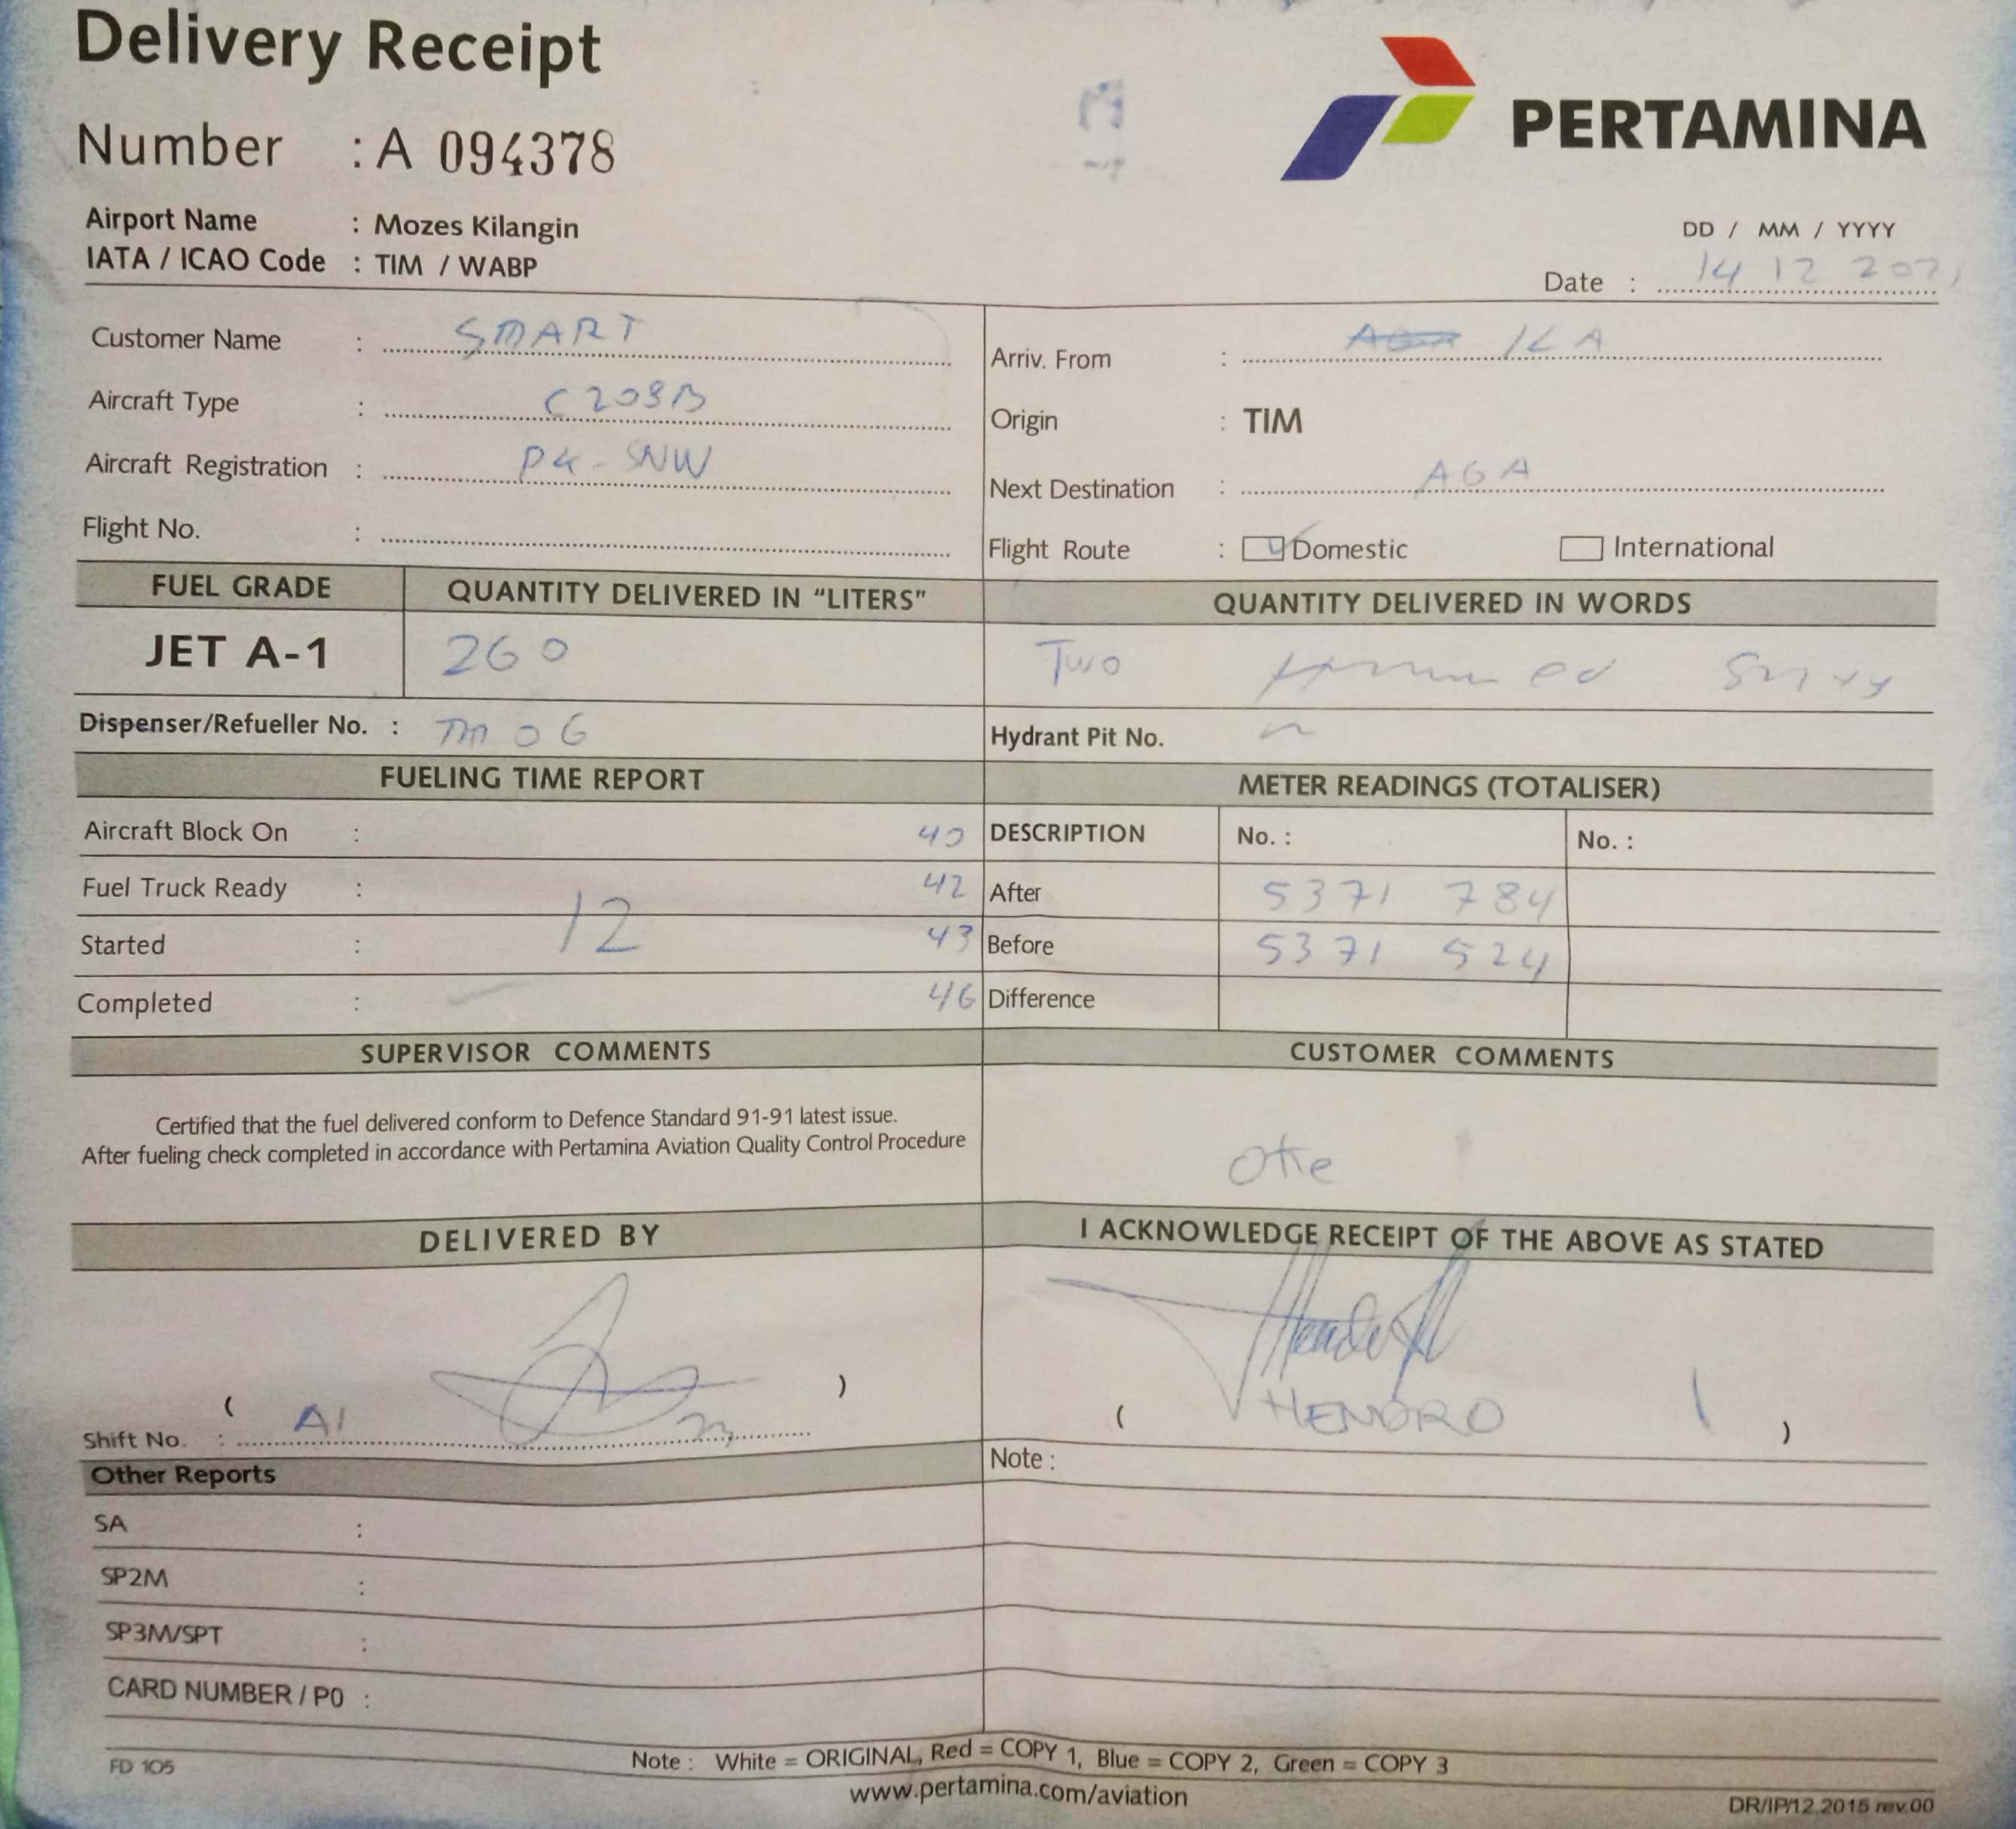 Delivery Receipt
PERTAMINA
Number : A 094378
Airport Name : Mozes Kilangin
IATA / ICAO Code : TIM / WABP
DD / MM / YYYY
Date : 14 12 202
Customer Name : SMART
Aircraft Type : C208B
Aircraft Registration : PK-SNW
Flight No. :
Arriv. From : ILA
Origin : TIM
Next Destination : AGA
Flight Route : Domestic International
FUEL GRADE QUANTITY DELIVERED IN “LITERS” QUANTITY DELIVERED IN WORDS
JET A-1 260 Two
Dispenser/Refueller No. : TM 06 Hydrant Pit No.
FUELING TIME REPORT
Aircraft Block On : 40
Fuel Truck Ready : 42
12
Started : 43
Completed : 46
METER READINGS (TOTALISER)
DESCRIPTION No. : No. :
After 5371 784
Before 5371 524
Difference
SUPERVISOR COMMENTS
Certified that the fuel delivered conform to Defence Standard 91-91 latest issue.
After fueling check completed in accordance with Pertamina Aviation Quality Control Procedure
CUSTOMER COMMENTS
Oke
DELIVERED BY
( )
Shift No. : A1
I ACKNOWLEDGE RECEIPT OF THE ABOVE AS STATED
( HENDRO )
Other Reports
Note :
SA :
SP2M :
SP3M/SPT :
CARD NUMBER / P0 :
FD 105
Note : White = ORIGINAL, Red = COPY 1, Blue = COPY 2, Green = COPY 3
www.pertamina.com/aviation
DR/IP/12.2015 rev.00